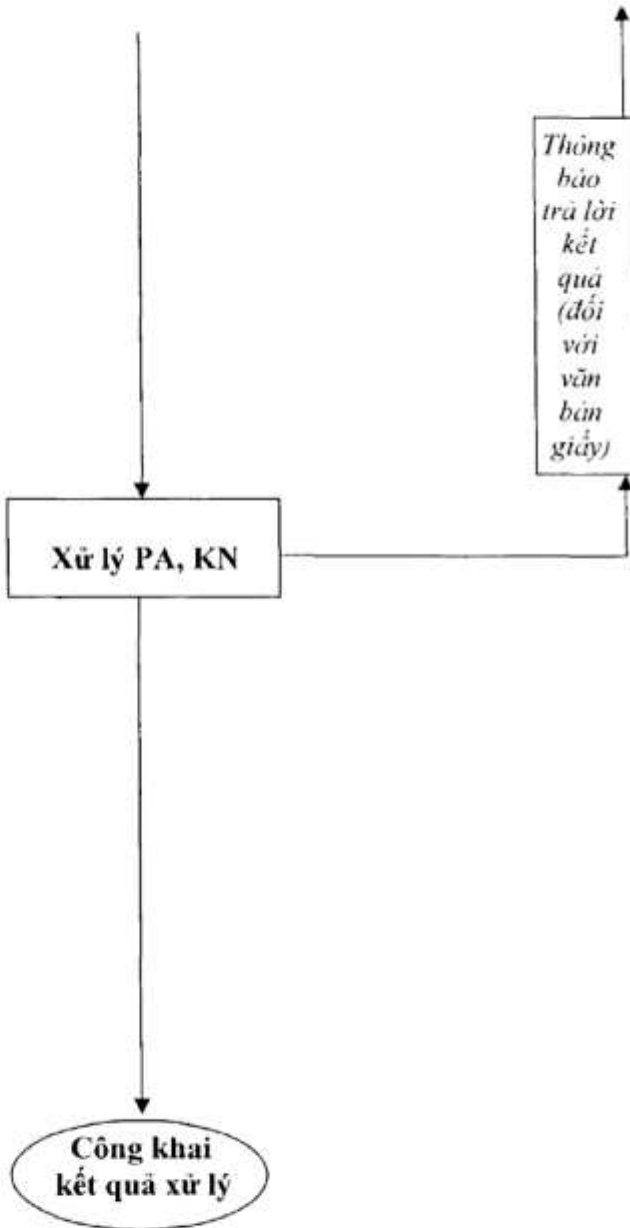 Thông
báo
trả lời
kết
quả
(đối
với
văn
bản
giấy)
Xử lý PA, KN
Công khai
kết quả xử lý